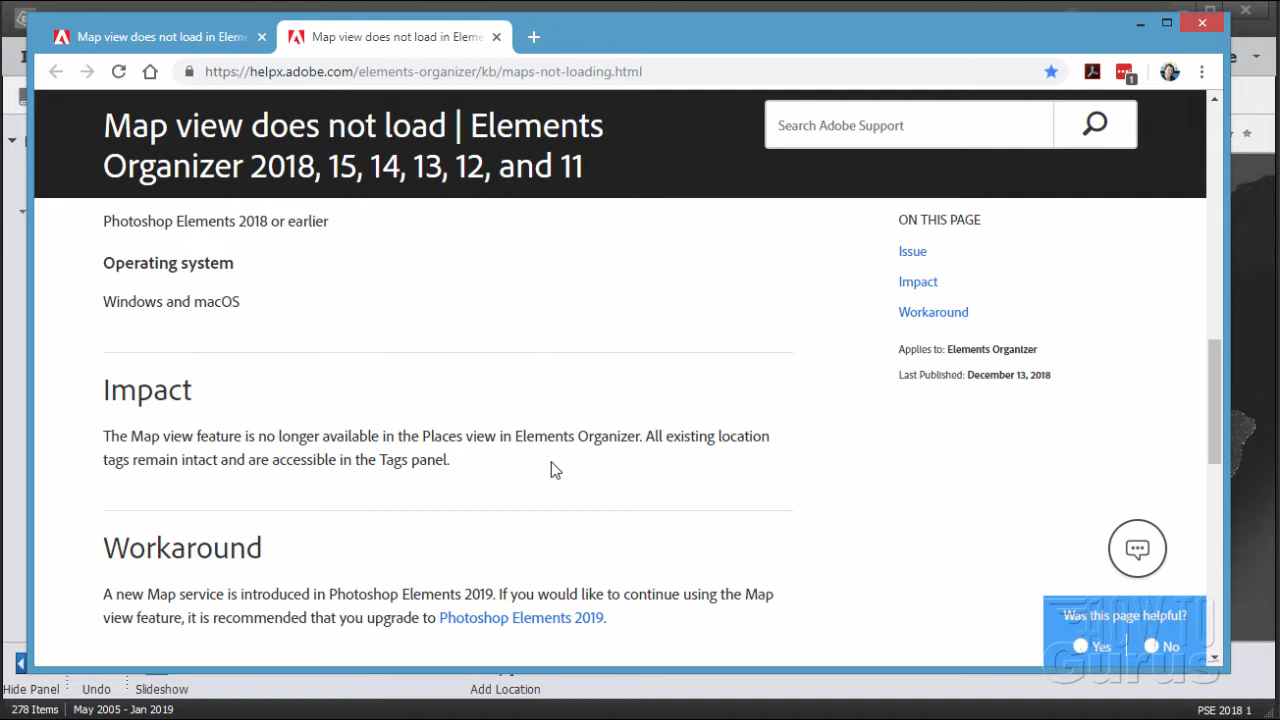 Map view does not load in Eleme
Map view does not load in Eleme
https://helpx.adobe.com/elements-organizer/kb/maps-not-loading.html
1
Map view does not load | Elements
Organizer 2018, 15, 14, 13, 12, and 11
Search Adobe Support
Photoshop Elements 2018 or earlier
Operating system
Windows and macOS
Impact
The Map view feature is no longer available in the Places view in Elements Organizer. All existing location
tags remain intact and are accessible in the Tags panel.
Workaround
A new Map service is introduced in Photoshop Elements 2019. If you would like to continue using the Map
view feature, it is recommended that you upgrade to Photoshop Elements 2019.
ON THIS PAGE
Issue
Impact
Workaround
Applies to: Elements Organizer
Last Published: December 13, 2018
Was this page helpful?
Yes
No
HOW TO
Gurus
Hide Panel
Undo
Slideshow
Add Location
278 Items
May 2005 - Jan 2019
PSE 2018 1